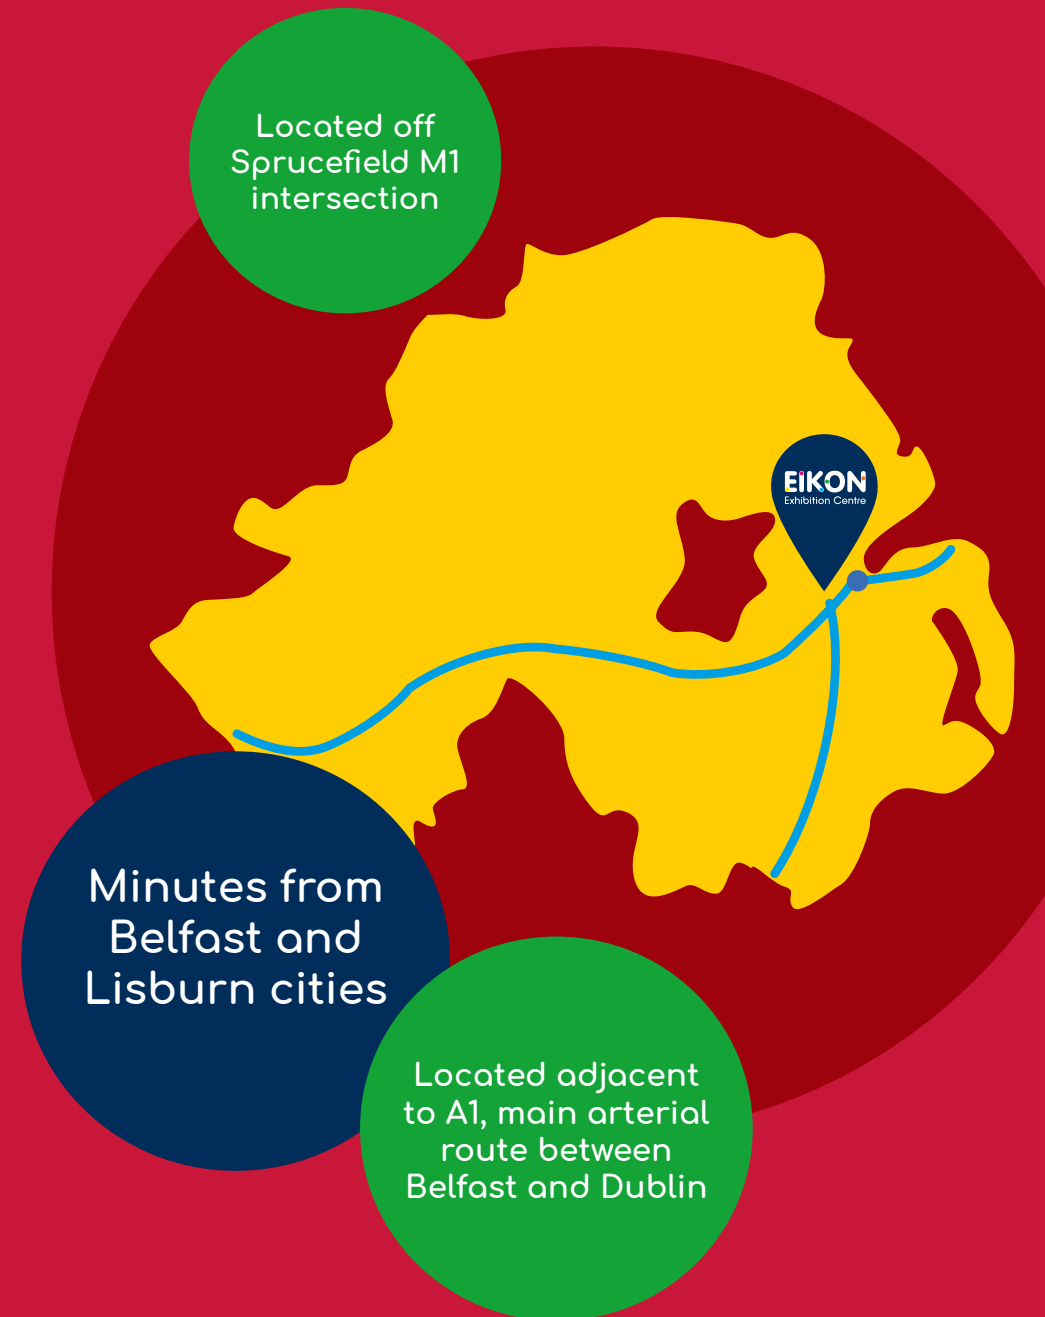 Located off
Sprucefield M1
intersection
EIKON
Exhibition Centre
Minutes from
Belfast and
Lisburn cities
Located adjacent
to A1, main arterial
route between
Belfast and Dublin